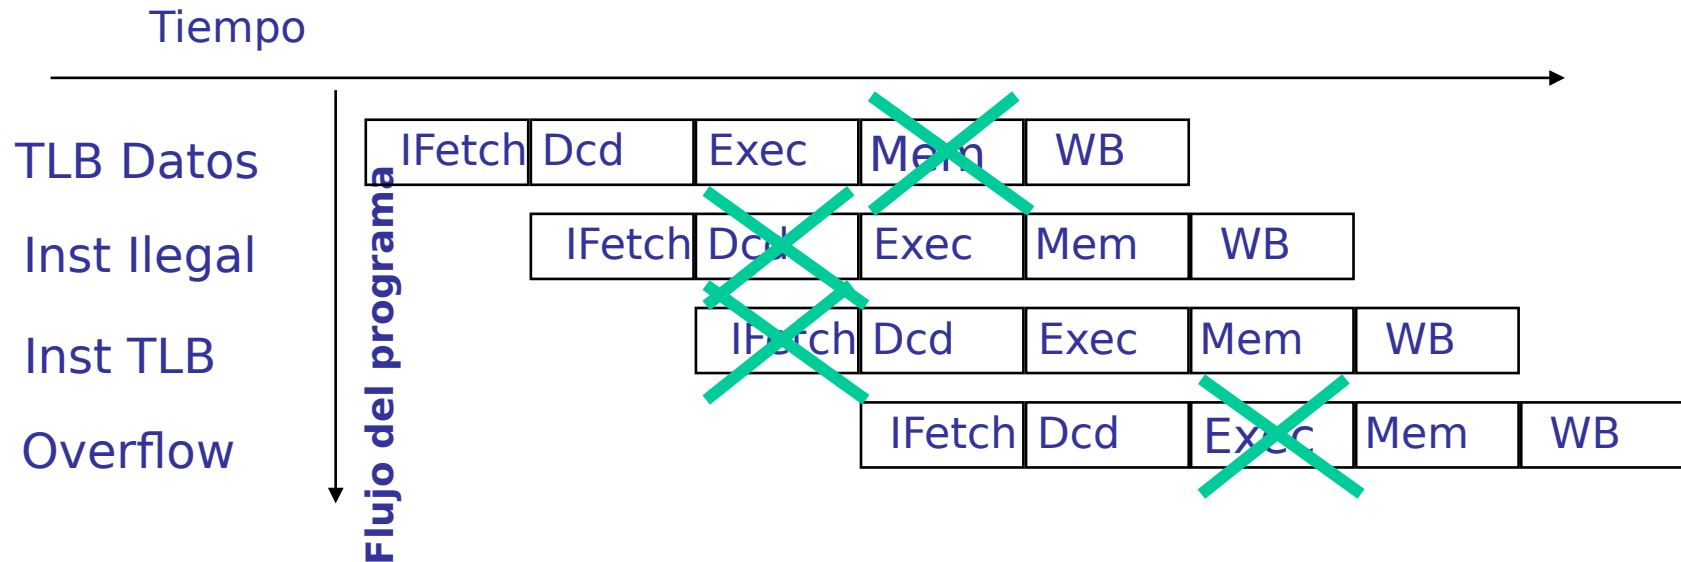 Tiempo
TLB Datos IFetch Dcd Exec Mem WB
Inst Ilegal IFetch Dcd Exec Mem WB
Inst TLB IFetch Dcd Exec Mem WB
Overflow IFetch Dcd Exec Mem WB
Flujo del programa